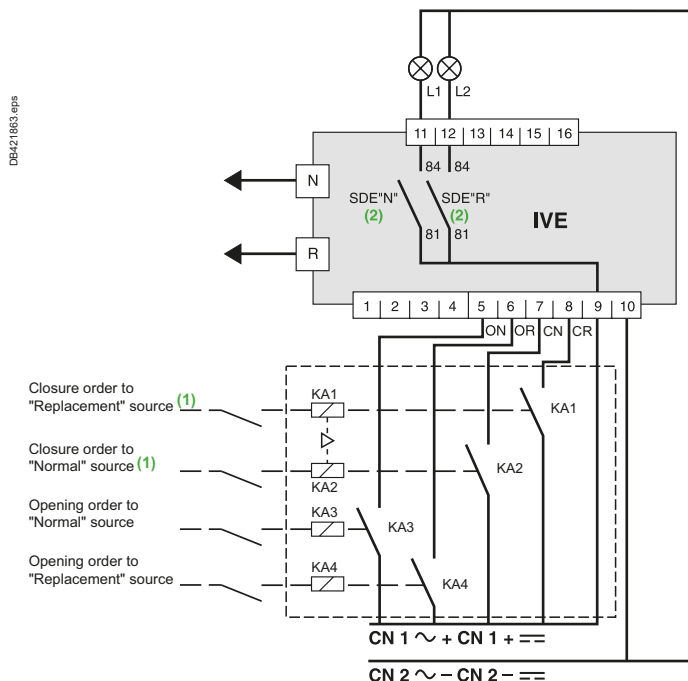 DB421863.eps
L1 L2
11 12 13 14 15 16
84 84
N
SDE"N" SDE"R"
(2) (2)
IVE
81 81
R
1 2 3 4 5 6 7 8 9 10
ON OR CN CR
Closure order to
"Replacement" source (1)
KA1
KA1
Closure order to
"Normal" source (1)
KA2
KA2
Opening order to
"Normal" source
KA3
KA3
Opening order to
"Replacement" source
KA4
KA4
CN 1 ~ + CN 1 + ⎓
CN 2 ~ – CN 2 – ⎓